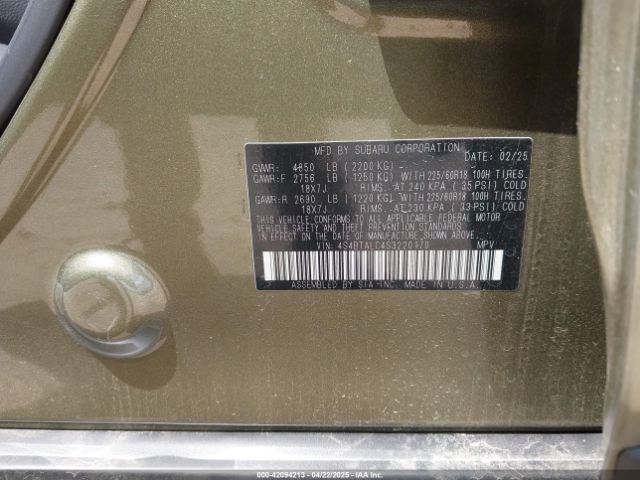 MFD BY SUBARU CORPORATION DATE: 02/25
GVWR: 4850 LB (2200 KG)
GAWR:F 2756 LB (1250 KG) WITH 225/60R18 100H TIRES.
18X7J RIMS. AT 240 KPA (35 PSI) COLD
GAWR:R 2690 LB (1220 KG) WITH 225/60R18 100H TIRES.
18X7J RIMS. AT 230 KPA (33 PSI) COLD
THIS VEHICLE CONFORMS TO ALL APPLICABLE FEDERAL MOTOR
VEHICLE SAFETY AND THEFT PREVENTION STANDARDS
IN EFFECT ON THE DATE OF MANUFACTURE SHOWN ABOVE.
VIN: 4S4BTALC4S3220170 MPV
ASSEMBLED BY SIA-INC. MADE IN U.S.A.
000-42094213 - 04/22/2025 - IAAI.COM